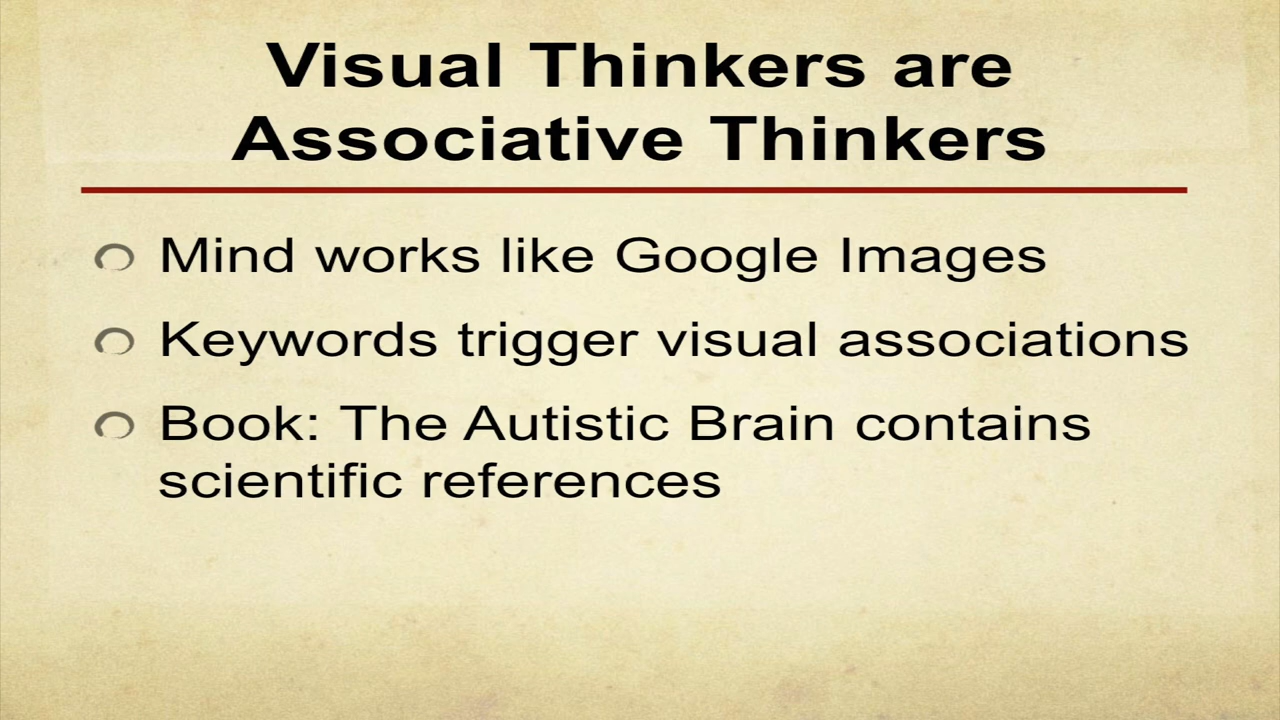 Visual Thinkers are
Associative Thinkers
Mind works like Google Images
Keywords trigger visual associations
Book: The Autistic Brain contains
scientific references